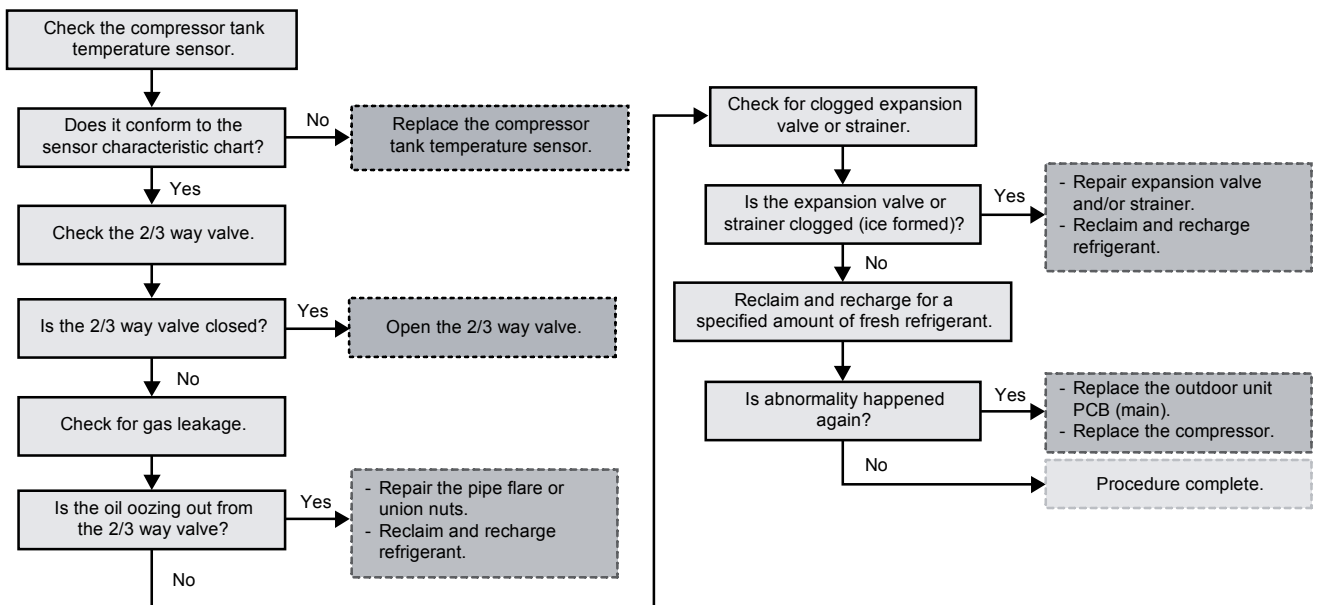 Check the compressor tank
temperature sensor.
Does it conform to the
sensor characteristic chart?
No
Replace the compressor
tank temperature sensor.
Yes
Check the 2/3 way valve.
Is the 2/3 way valve closed?
Yes
Open the 2/3 way valve.
No
Check for gas leakage.
Is the oil oozing out from
the 2/3 way valve?
Yes
- Repair the pipe flare or
union nuts.
- Reclaim and recharge
refrigerant.
No
Check for clogged expansion
valve or strainer.
Is the expansion valve or
strainer clogged (ice formed)?
Yes
- Repair expansion valve
and/or strainer.
- Reclaim and recharge
refrigerant.
No
Reclaim and recharge for a
specified amount of fresh refrigerant.
Is abnormality happened
again?
Yes
- Replace the outdoor unit
PCB (main).
- Replace the compressor.
No
Procedure complete.